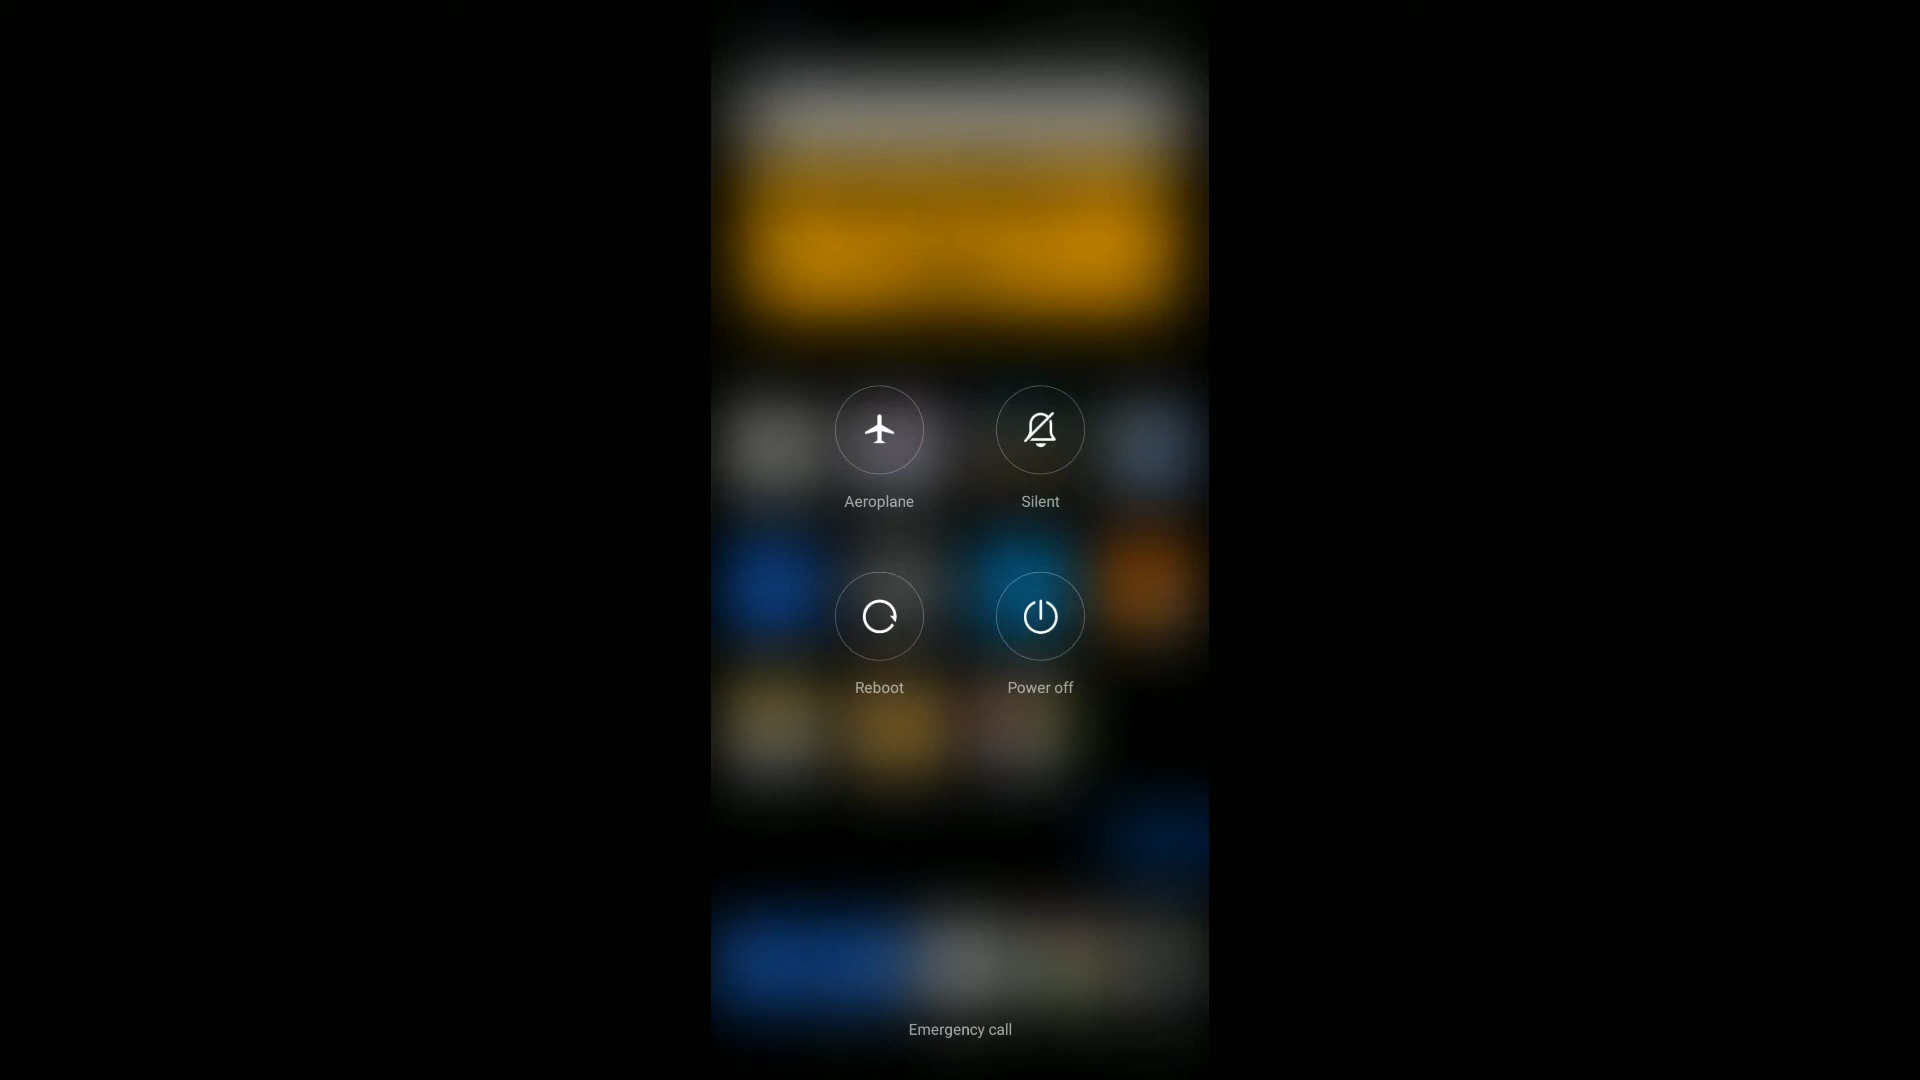 Aeroplane
Silent
Reboot
Power off
Emergency call